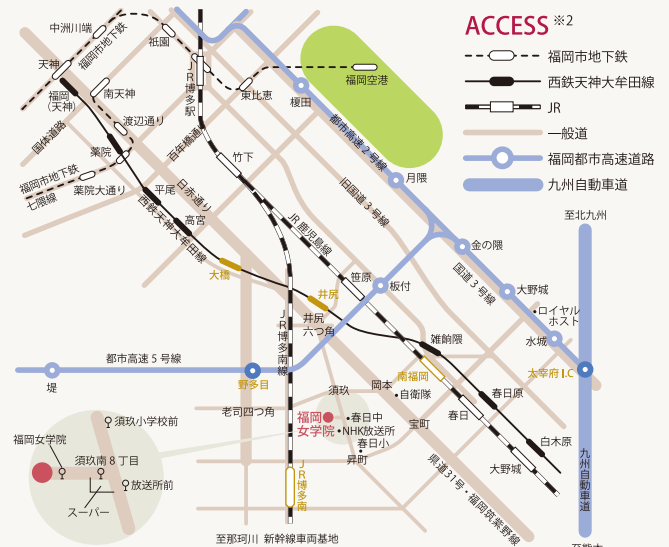 ACCESS ※2
福岡市地下鉄
西鉄天神大牟田線
JR
一般道
福岡都市高速道路
九州自動車道
中洲川端
福岡市地下鉄
祇園
天神
福岡
(天神)
南天神
JR博多駅
東比恵
福岡空港
榎田
国体道路
渡辺通り
百年橋通り
都市高速2号線
薬院
竹下
月隈
福岡市地下鉄
七隈線
薬院大通り
平尾
日赤通り
旧国道3号線
至北九州
高宮
西鉄天神大牟田線
JR鹿児島線
金の隈
大橋
笹原
板付
国道3号線
大野城
井尻
ロイヤル
ホスト
井尻
六つ角
JR博多南線
雑餉隈
水城
都市高速5号線
堤
野多目
南福岡
太宰府I.C
須玖
岡本
自衛隊
春日原
老司四つ角
福岡
女学院
春日中
NHK放送所
春日小
宝町
春日
昇町
白木原
須玖小学校前
福岡女学院
須玖南8丁目
放送所前
スーパー
JR博多南
県道31号・福岡筑紫野線
大野城
九州自動車道
至那珂川 新幹線車両基地